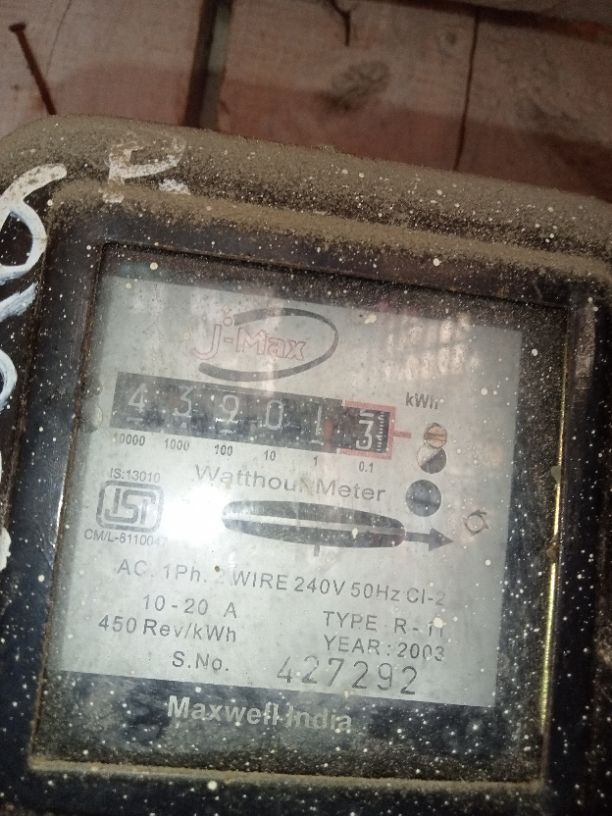 R
J-Max
kWh
4 3 9 0 1 3
10000 1000 100 10 1 0.1
IS:13010
Watthour Meter
ISI
AC. 1Ph. 2 WIRE 240V 50Hz Cl-2
10-20 A
TYPE R-11
450 Rev/kWh
YEAR:2003
S.No. 427292
Maxwell India